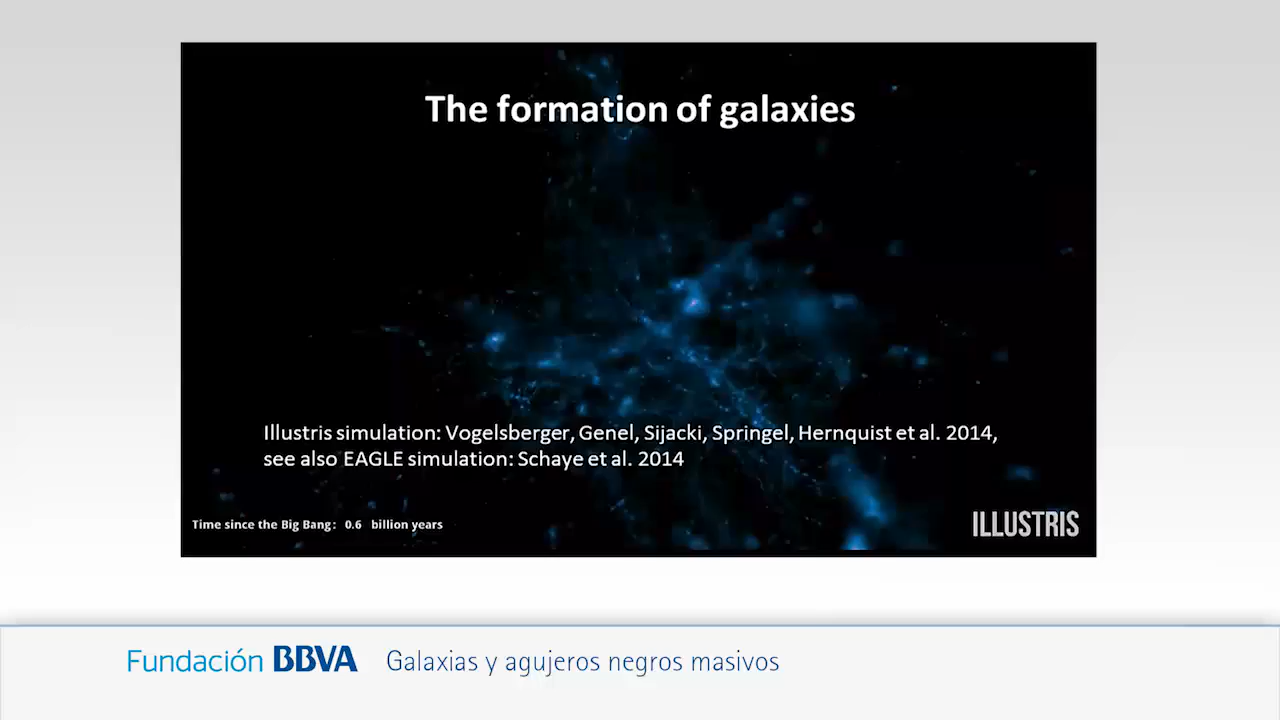 The formation of galaxies
Illustris simulation: Vogelsberger, Genel, Sijacki, Springel, Hernquist et al. 2014,
see also EAGLE simulation: Schaye et al. 2014
Time since the Big Bang: 0.6 billion years
ILLUSTRIS
Fundación BBVA
Galaxias y agujeros negros masivos